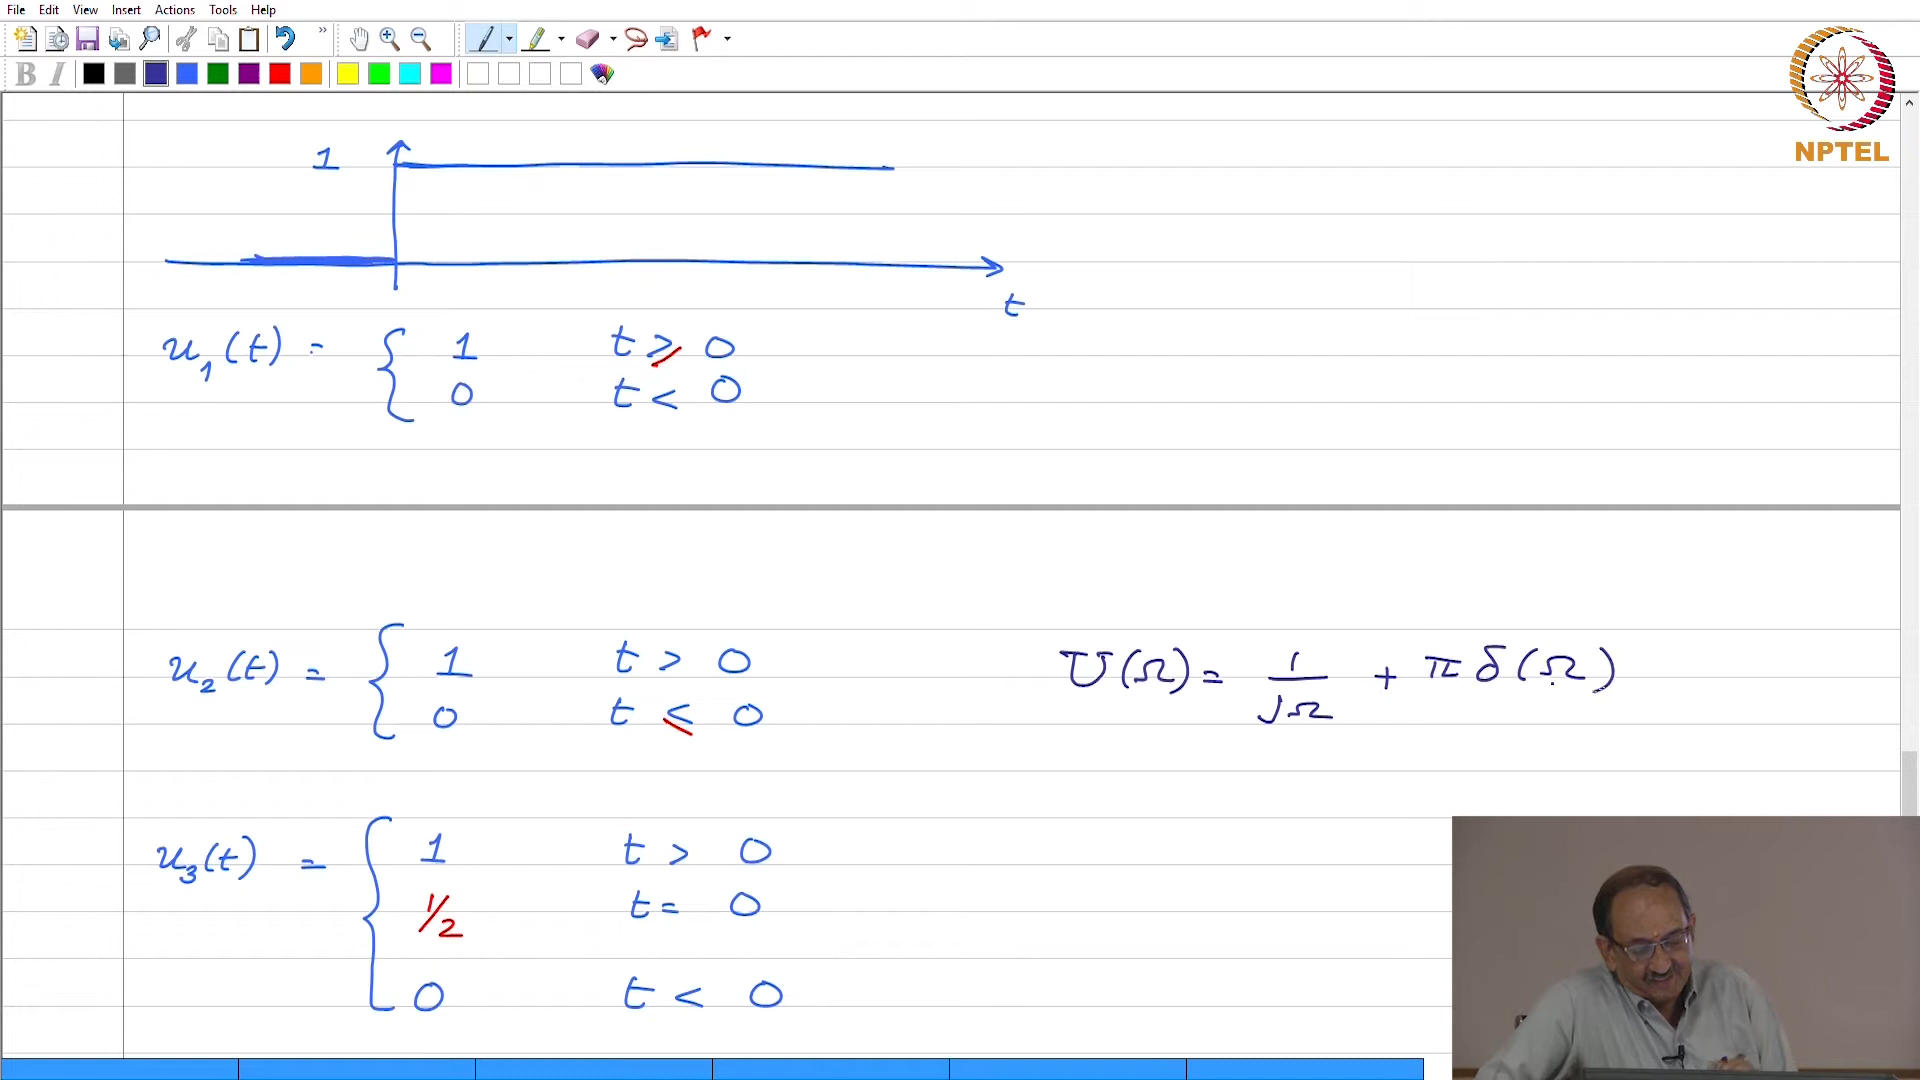 File Edit View Insert Actions Tools Help
»
B I
NPTEL
1
t
u₁(t) = { 1 t ≥ 0
0 t < 0
u₂(t) = { 1 t > 0
0 t ≤ 0
U(Ω) = 1/jΩ + π δ(Ω)
u₃(t) = { 1 t > 0
1/2 t = 0
0 t < 0